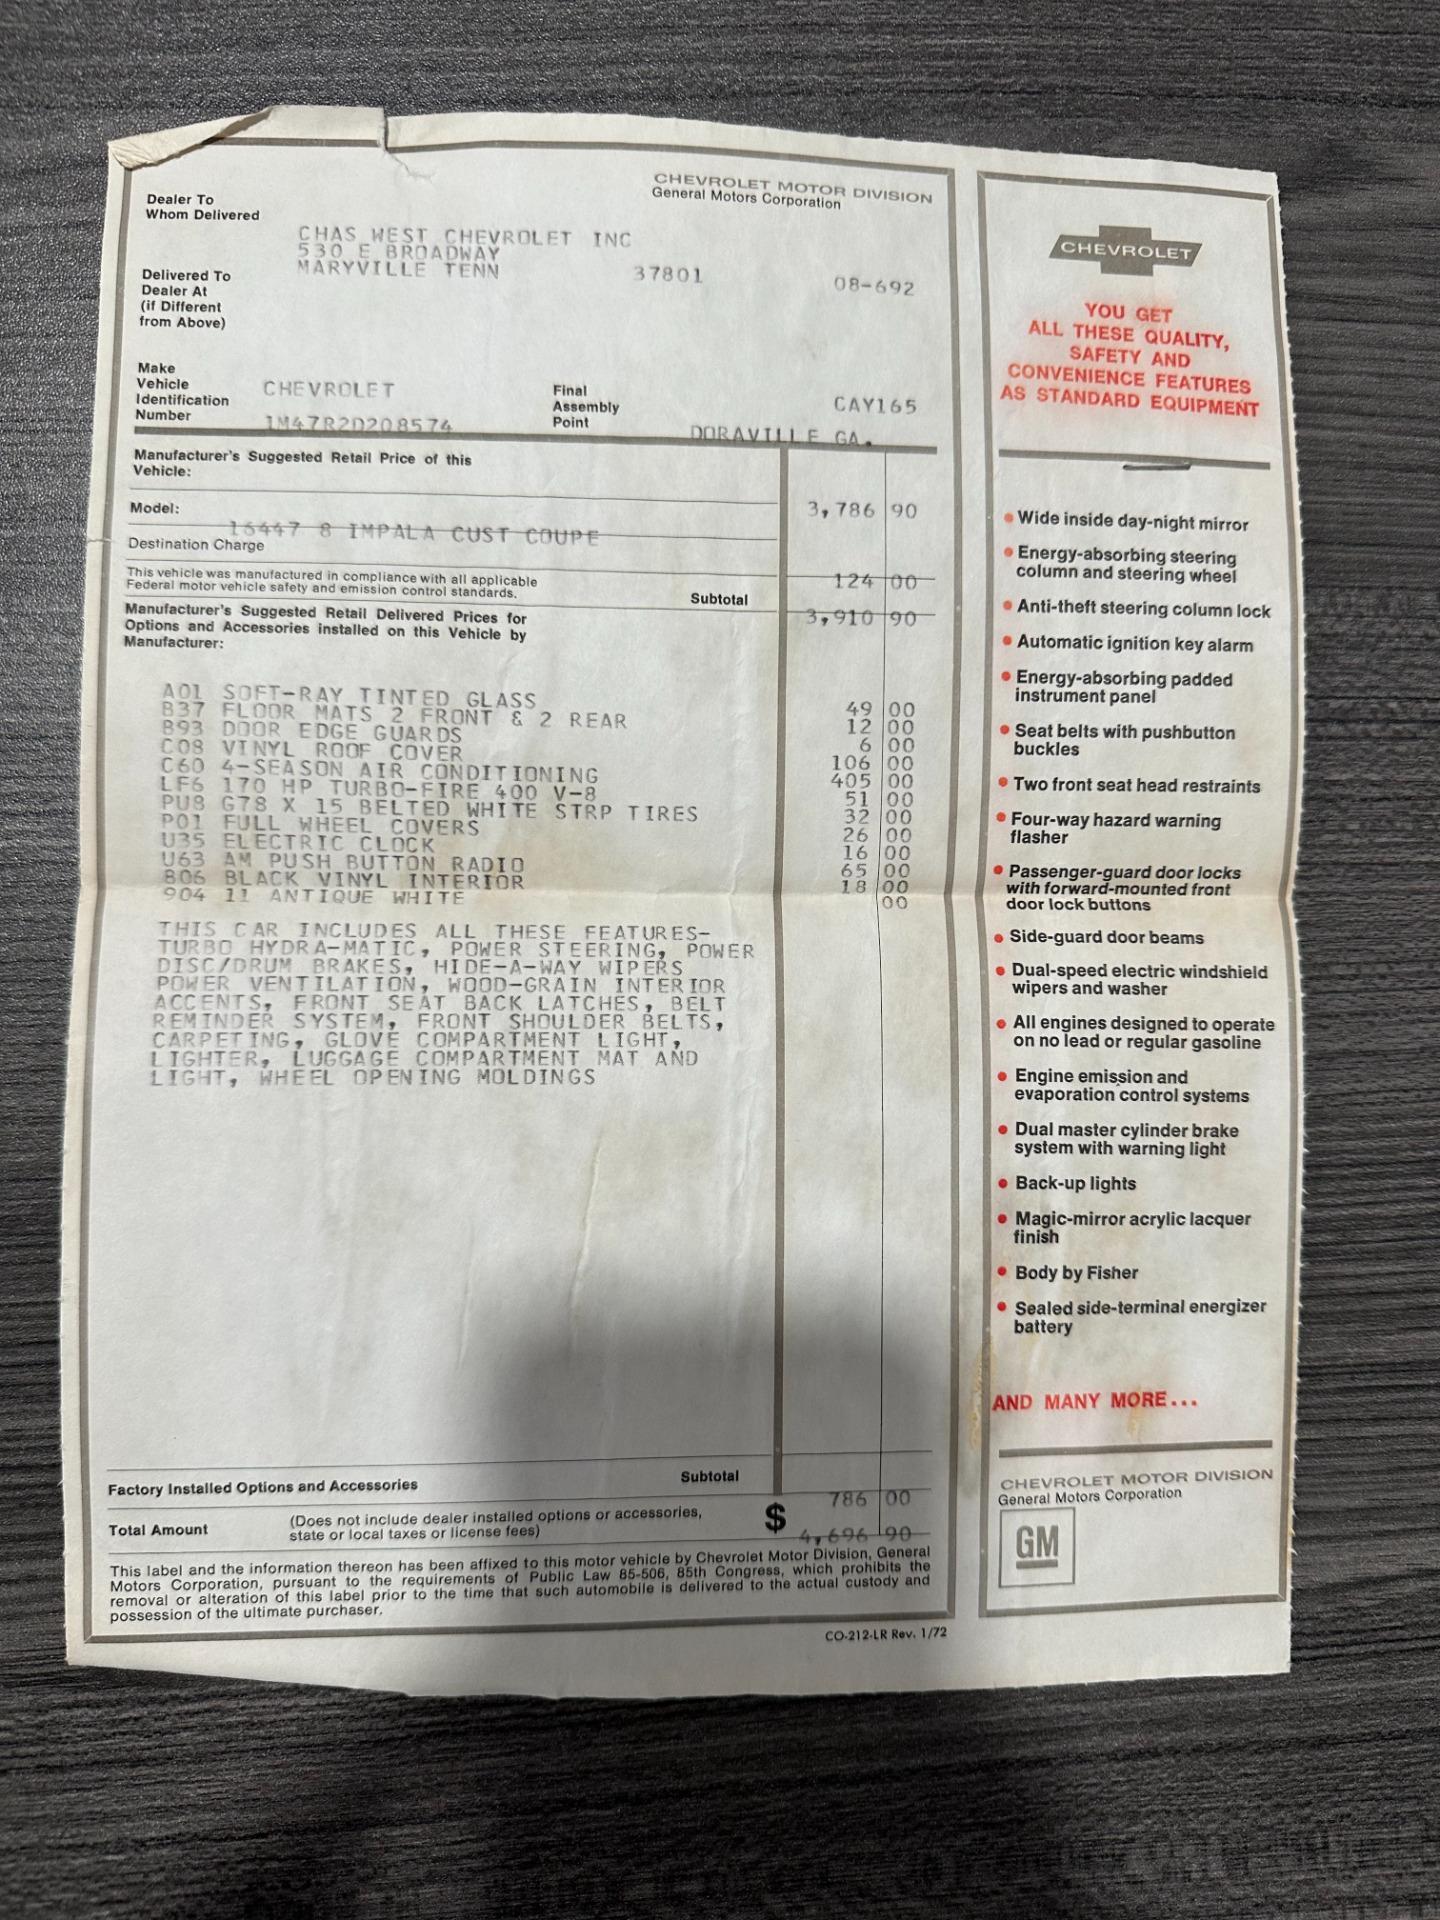 CHEVROLET MOTOR DIVISION
General Motors Corporation
Dealer To
Whom Delivered
CHAS WEST CHEVROLET INC
530 E BROADWAY
MARYVILLE TENN 37801 08-692
Delivered To
Dealer At
(if Different
from Above)
Make CHEVROLET
Vehicle
Identification
Number 1M47R2D208574
Final
Assembly
Point
CAY165
DORAVILLE GA.
Manufacturer's Suggested Retail Price of this
Vehicle:
Model: 3,786 90
16447 8 IMPALA CUST COUPE
Destination Charge 124 00
This vehicle was manufactured in compliance with all applicable
Federal motor vehicle safety and emission control standards.
Subtotal 3,910 90
Manufacturer's Suggested Retail Delivered Prices for
Options and Accessories installed on this Vehicle by
Manufacturer:
A01 SOFT-RAY TINTED GLASS 49 00
B37 FLOOR MATS 2 FRONT & 2 REAR 12 00
B93 DOOR EDGE GUARDS 6 00
C08 VINYL ROOF COVER 106 00
C60 4-SEASON AIR CONDITIONING 405 00
LF6 170 HP TURBO-FIRE 400 V-8 51 00
PU8 G78 X 15 BELTED WHITE STRP TIRES 32 00
P01 FULL WHEEL COVERS 26 00
U35 ELECTRIC CLOCK 16 00
U63 AM PUSH BUTTON RADIO 65 00
806 BLACK VINYL INTERIOR 18 00
904 11 ANTIQUE WHITE 00
THIS CAR INCLUDES ALL THESE FEATURES-
TURBO HYDRA-MATIC, POWER STEERING, POWER
DISC/DRUM BRAKES, HIDE-A-WAY WIPERS
POWER VENTILATION, WOOD-GRAIN INTERIOR
ACCENTS, FRONT SEAT BACK LATCHES, BELT
REMINDER SYSTEM, FRONT SHOULDER BELTS,
CARPETING, GLOVE COMPARTMENT LIGHT,
LIGHTER, LUGGAGE COMPARTMENT MAT AND
LIGHT, WHEEL OPENING MOLDINGS
Factory Installed Options and Accessories Subtotal 786 00
Total Amount (Does not include dealer installed options or accessories,
state or local taxes or license fees) $ 4,696 90
This label and the information thereon has been affixed to this motor vehicle by Chevrolet Motor Division, General
Motors Corporation, pursuant to the requirements of Public Law 85-506, 85th Congress, which prohibits the
removal or alteration of this label prior to the time that such automobile is delivered to the actual custody and
possession of the ultimate purchaser.
CO-212-LR Rev. 1/72
CHEVROLET
YOU GET
ALL THESE QUALITY,
SAFETY AND
CONVENIENCE FEATURES
AS STANDARD EQUIPMENT
• Wide inside day-night mirror
• Energy-absorbing steering
column and steering wheel
• Anti-theft steering column lock
• Automatic ignition key alarm
• Energy-absorbing padded
instrument panel
• Seat belts with pushbutton
buckles
• Two front seat head restraints
• Four-way hazard warning
flasher
• Passenger-guard door locks
with forward-mounted front
door lock buttons
• Side-guard door beams
• Dual-speed electric windshield
wipers and washer
• All engines designed to operate
on no lead or regular gasoline
• Engine emission and
evaporation control systems
• Dual master cylinder brake
system with warning light
• Back-up lights
• Magic-mirror acrylic lacquer
finish
• Body by Fisher
• Sealed side-terminal energizer
battery
AND MANY MORE...
CHEVROLET MOTOR DIVISION
General Motors Corporation
GM